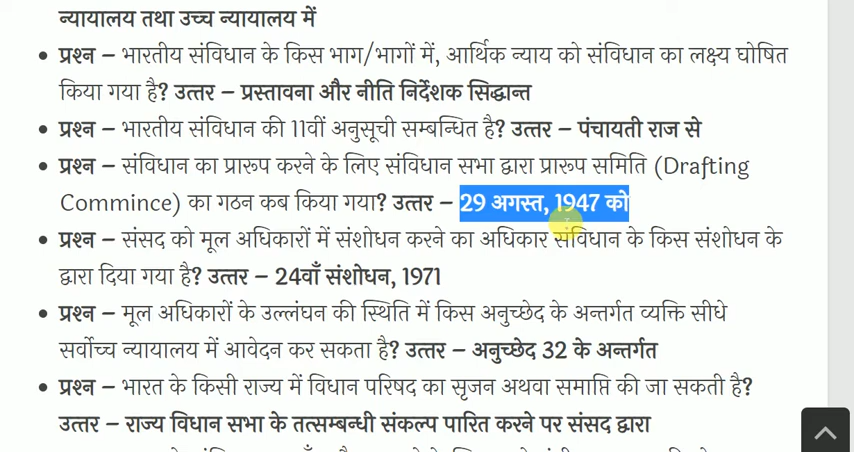 न्यायालय तथा उच्च न्यायालय में
प्रश्न – भारतीय संविधान के किस भाग/भागों में, आर्थिक न्याय को संविधान का लक्ष्य घोषित
किया गया है? उत्तर – प्रस्तावना और नीति निर्देशक सिद्धान्त
प्रश्न – भारतीय संविधान की 11वीं अनुसूची सम्बन्धित है? उत्तर – पंचायती राज से
प्रश्न – संविधान का प्रारूप करने के लिए संविधान सभा द्वारा प्रारूप समिति (Drafting
Commince) का गठन कब किया गया? उत्तर – 29 अगस्त, 1947 को
प्रश्न – संसद को मूल अधिकारों में संशोधन करने का अधिकार संविधान के किस संशोधन के
द्वारा दिया गया है? उत्तर – 24वाँ संशोधन, 1971
प्रश्न – मूल अधिकारों के उल्लंघन की स्थिति में किस अनुच्छेद के अन्तर्गत व्यक्ति सीधे
सर्वोच्च न्यायालय में आवेदन कर सकता है? उत्तर – अनुच्छेद 32 के अन्तर्गत
प्रश्न – भारत के किसी राज्य में विधान परिषद का सृजन अथवा समाप्ति की जा सकती है?
उत्तर – राज्य विधान सभा के तत्सम्बन्धी संकल्प पारित करने पर संसद द्वारा